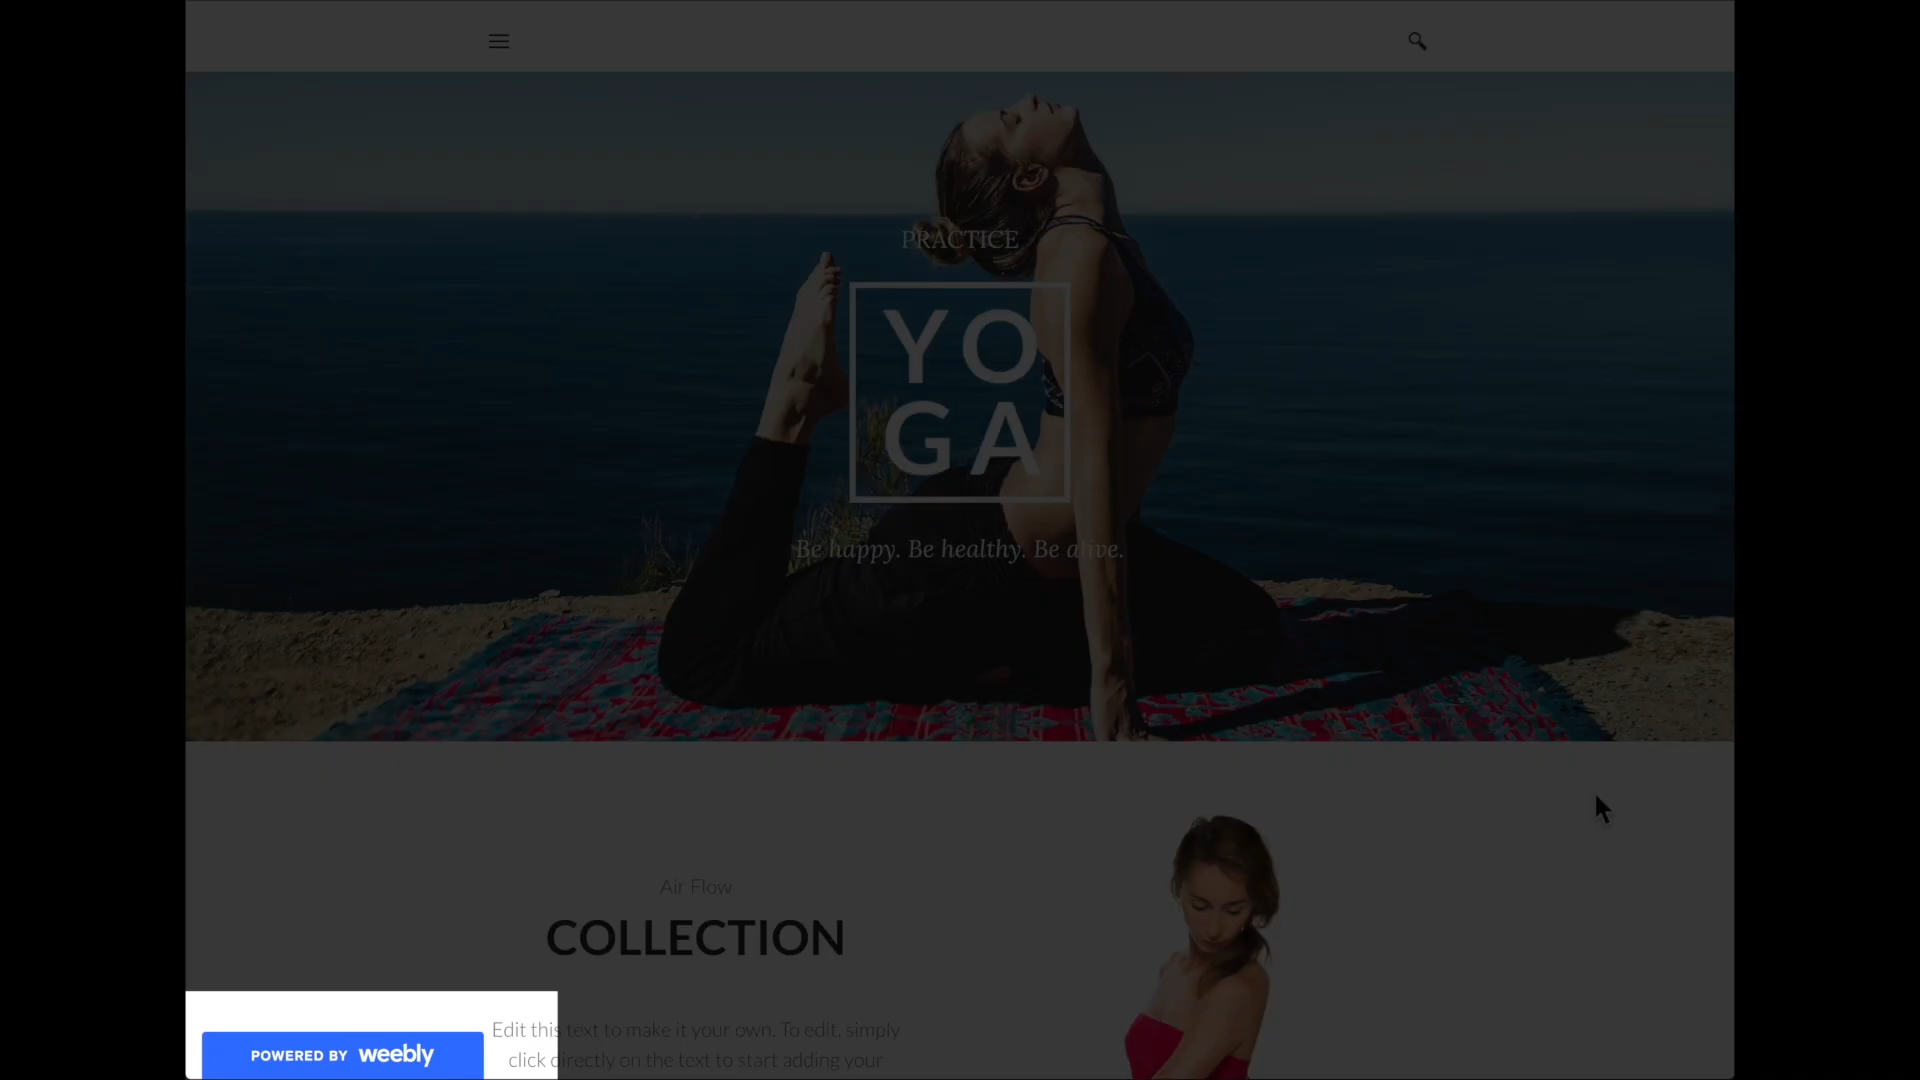 PRACTICE
YO
GA
Be happy. Be healthy. Be alive.
Air Flow
COLLECTION
Edit this text to make it your own. To edit, simply
click directly on the text to start adding your
POWERED BY weebly